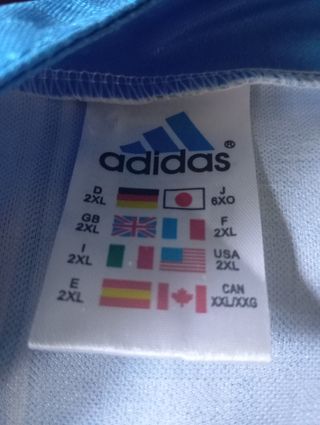 adidas®
D 2XL J 6XO
GB 2XL F 2XL
I 2XL USA 2XL
E 2XL CAN XXL/XXG